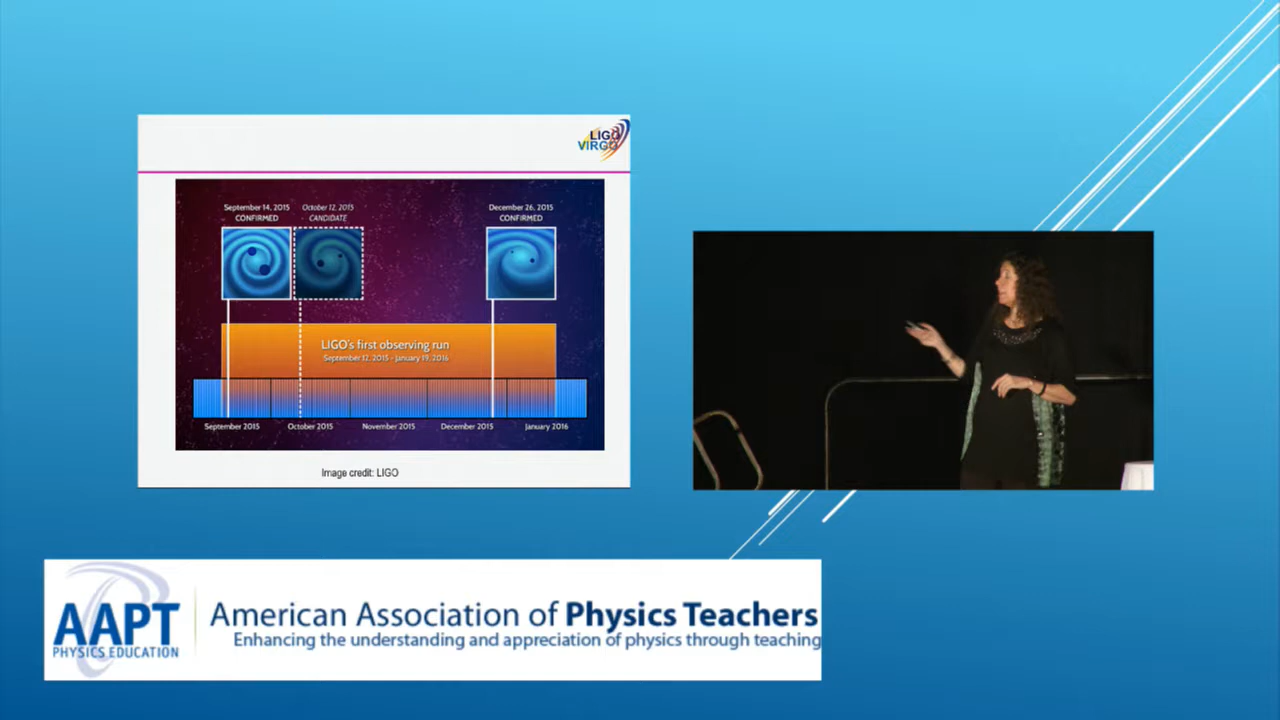 LIGO
VIRGO
September 14, 2015
CONFIRMED
October 12, 2015
CANDIDATE
December 26, 2015
CONFIRMED
LIGO's first observing run
September 12, 2015 - January 19, 2016
September 2015
October 2015
November 2015
December 2015
January 2016
Image credit: LIGO
AAPT
PHYSICS EDUCATION
American Association of Physics Teachers
Enhancing the understanding and appreciation of physics through teaching